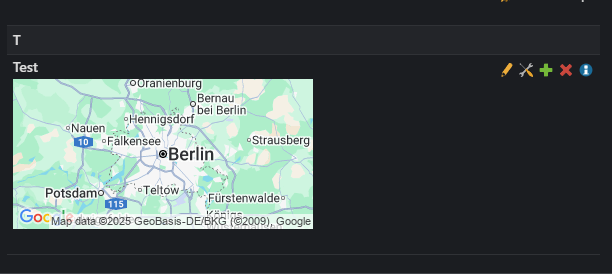 T
Test
Oranienburg
Bernau
bei Berlin
Hennigsdorf
Nauen
10
Falkensee
Strausberg
Berlin
Potsdam
Teltow
115
Fürstenwalde
Königs
Map data ©2025 GeoBasis-DE/BKG (©2009), Google